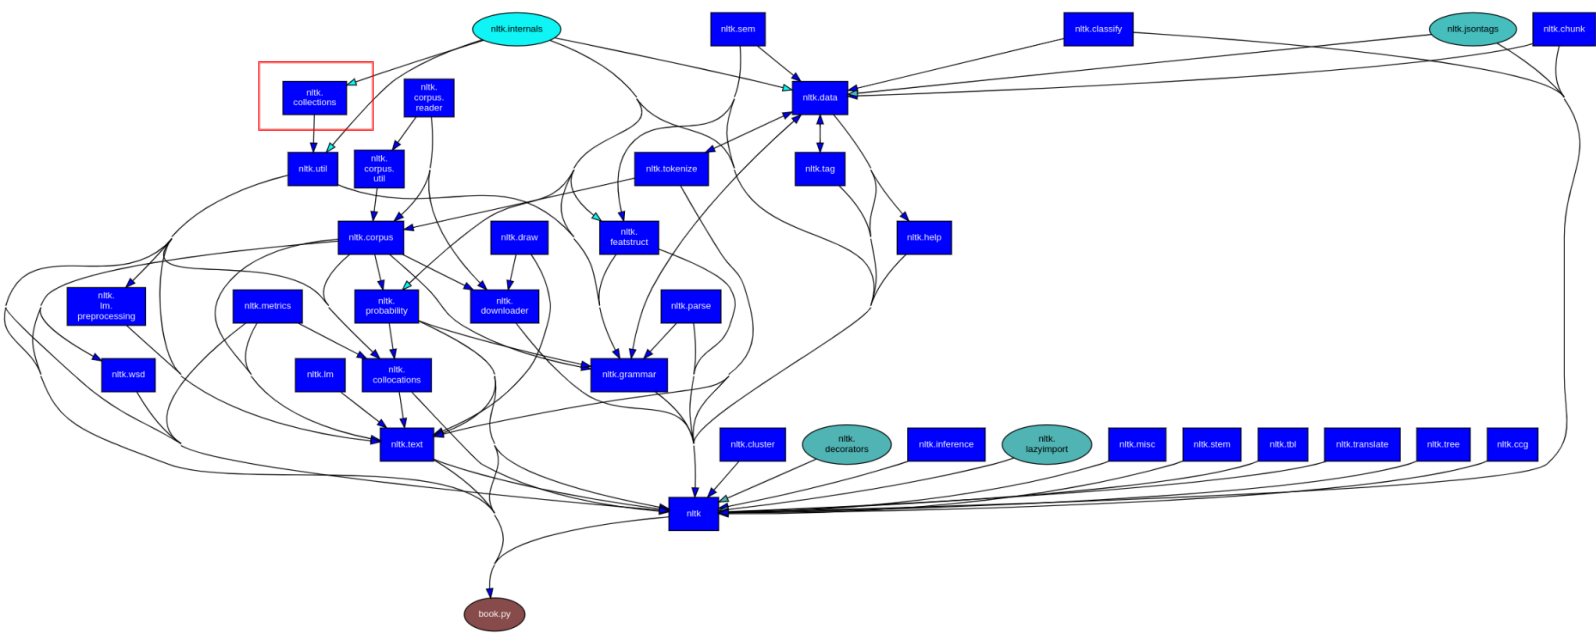 nltk.internals
nltk.sem
nltk.classify
nltk.jsontags
nltk.chunk
nltk.
collections
nltk.
corpus.
reader
nltk.data
nltk.util
nltk.
corpus.
util
nltk.tokenize
nltk.tag
nltk.corpus
nltk.draw
nltk.
featstruct
nltk.help
nltk.
lm.
preprocessing
nltk.metrics
nltk.
probability
nltk.
downloader
nltk.parse
nltk.wsd
nltk.lm
nltk.
collocations
nltk.grammar
nltk.text
nltk.cluster
nltk.
decorators
nltk.inference
nltk.
lazyimport
nltk.misc
nltk.stem
nltk.tbl
nltk.translate
nltk.tree
nltk.ccg
nltk
book.py